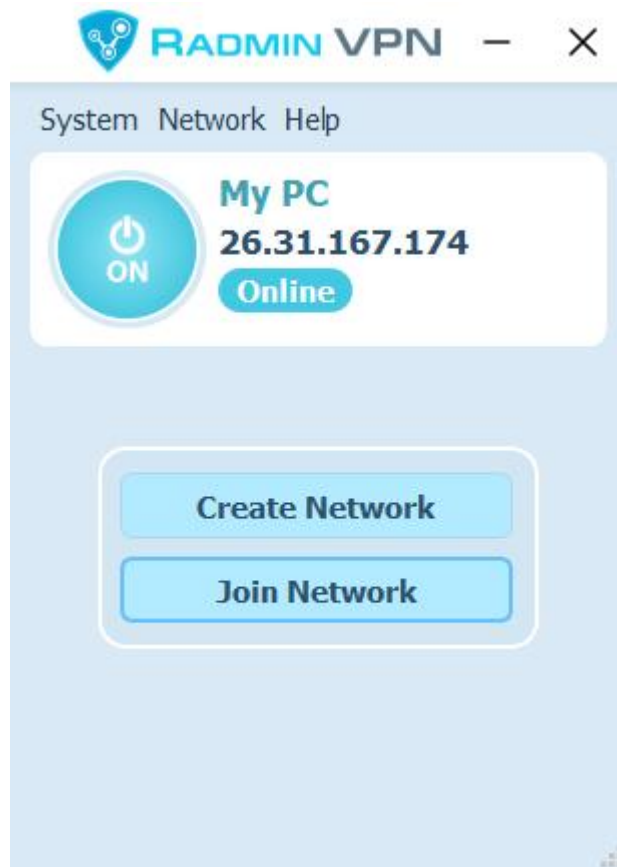 RADMIN VPN
System Network Help
My PC
ON
26.31.167.174
Online
Create Network
Join Network